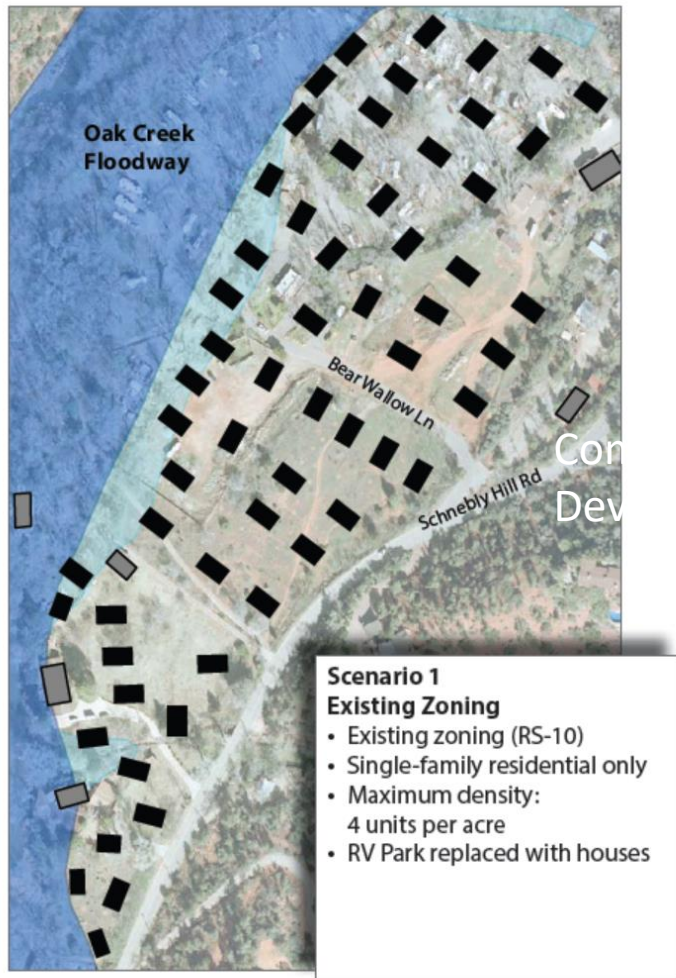 Oak Creek
Floodway
Bear Wallow Ln
Schnebly Hill Rd
Scenario 1
Existing Zoning
• Existing zoning (RS-10)
• Single-family residential only
• Maximum density:
4 units per acre
• RV Park replaced with houses